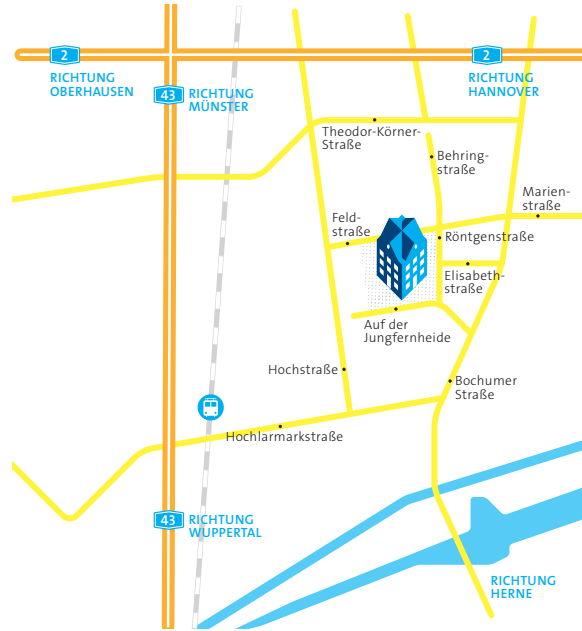 2
RICHTUNG
OBERHAUSEN
2
RICHTUNG
HANNOVER
43
RICHTUNG
MÜNSTER
Theodor-Körner-
Straße
Behring-
straße
Marien-
straße
Feld-
straße
Röntgenstraße
Elisabeth-
straße
Auf der
Jungfernheide
Hochstraße
Bochumer
Straße
Hochlarmarkstraße
43
RICHTUNG
WUPPERTAL
RICHTUNG
HERNE